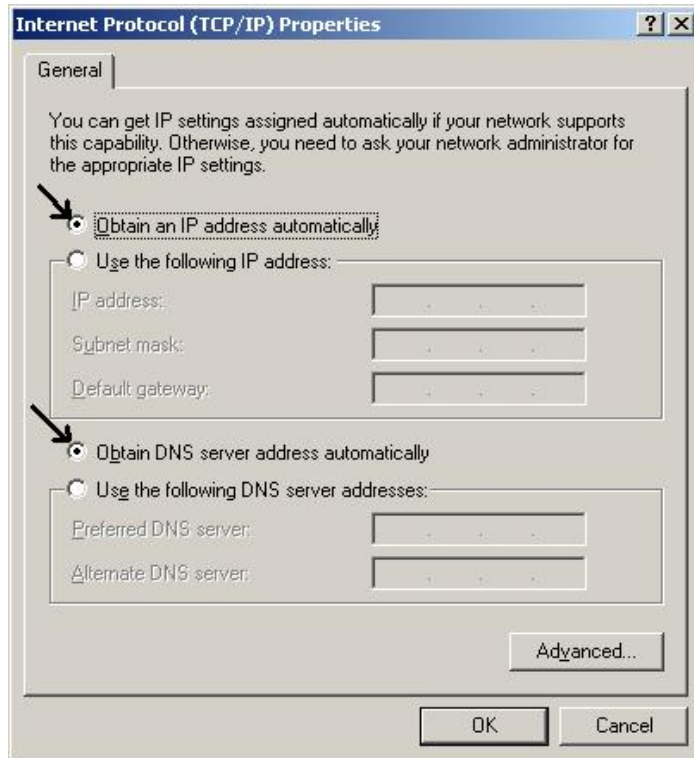 Internet Protocol (TCP/IP) Properties
General
You can get IP settings assigned automatically if your network supports
this capability. Otherwise, you need to ask your network administrator for
the appropriate IP settings.
Obtain an IP address automatically
Use the following IP address:
IP address:
Subnet mask:
Default gateway:
Obtain DNS server address automatically
Use the following DNS server addresses:
Preferred DNS server:
Alternate DNS server:
Advanced...
OK
Cancel